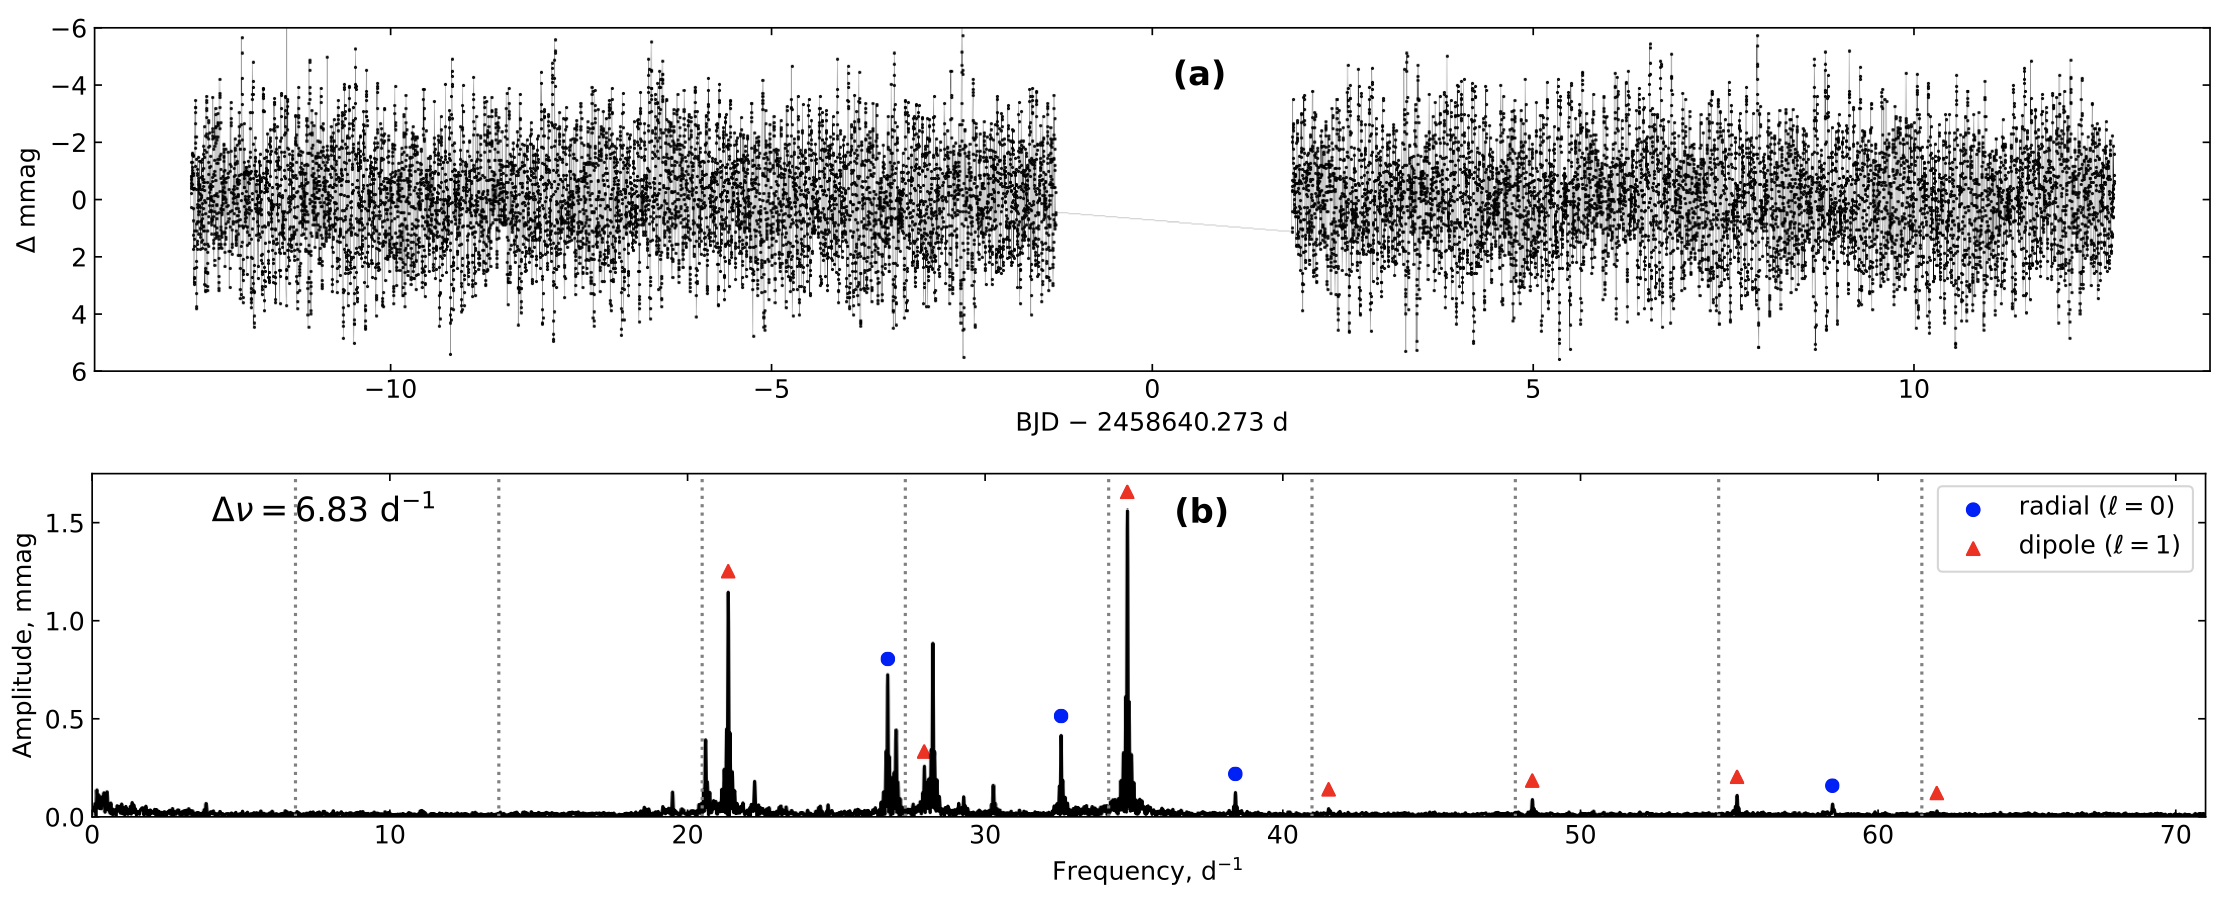 −6
−4
−2
0
2
4
6
Δ mmag
(a)
−10 −5 0 5 10
BJD − 2458640.273 d
Δν = 6.83 d⁻¹
(b)
radial (ℓ = 0)
dipole (ℓ = 1)
1.5
1.0
0.5
0.0
Amplitude, mmag
0 10 20 30 40 50 60 70
Frequency, d⁻¹